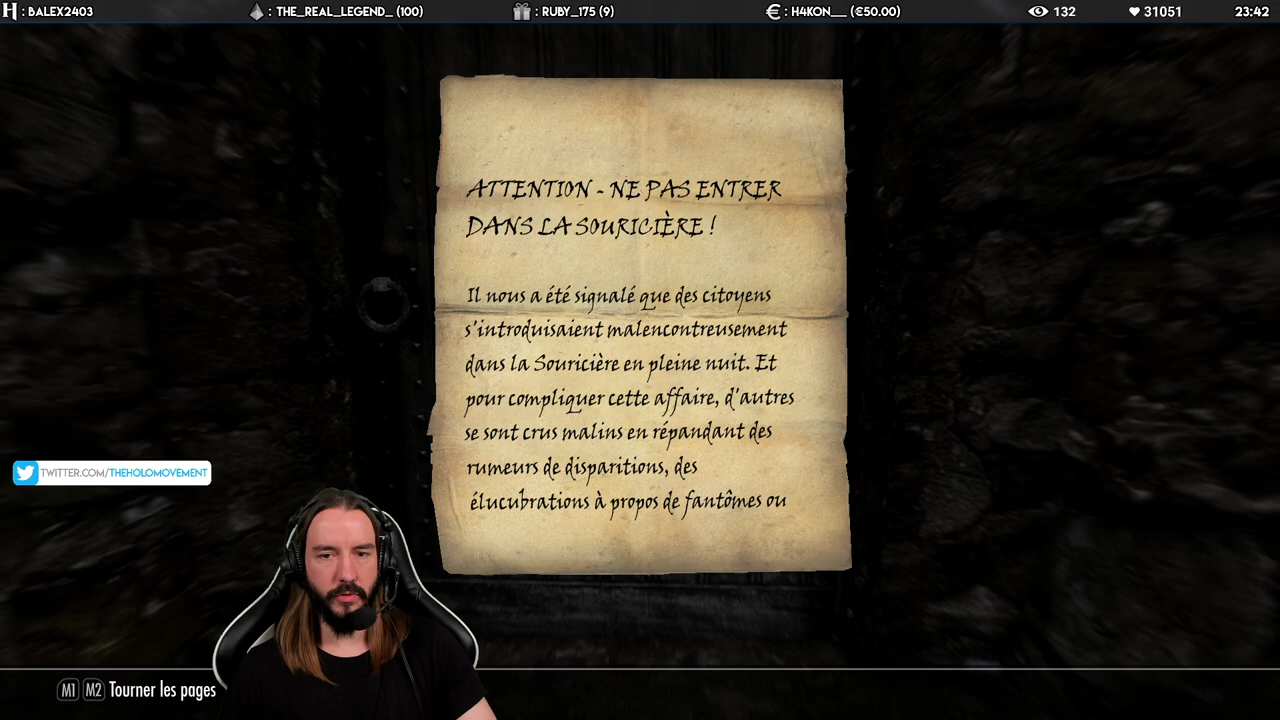 H : BALEX2403
: THE_REAL_LEGEND_ (100)
: RUBY_175 (9)
€ : H4KON__ (€50.00)
132
31051
23:42
ATTENTION - NE PAS ENTRER
DANS LA SOURICIÈRE !
Il nous a été signalé que des citoyens
s'introduisaient malencontreusement
dans la Souricière en pleine nuit. Et
pour compliquer cette affaire, d'autres
se sont crus malins en répandant des
rumeurs de disparitions, des
élucubrations à propos de fantômes ou
TWITTER.COM/THEHOLOMOVEMENT
M1 M2 Tourner les pages